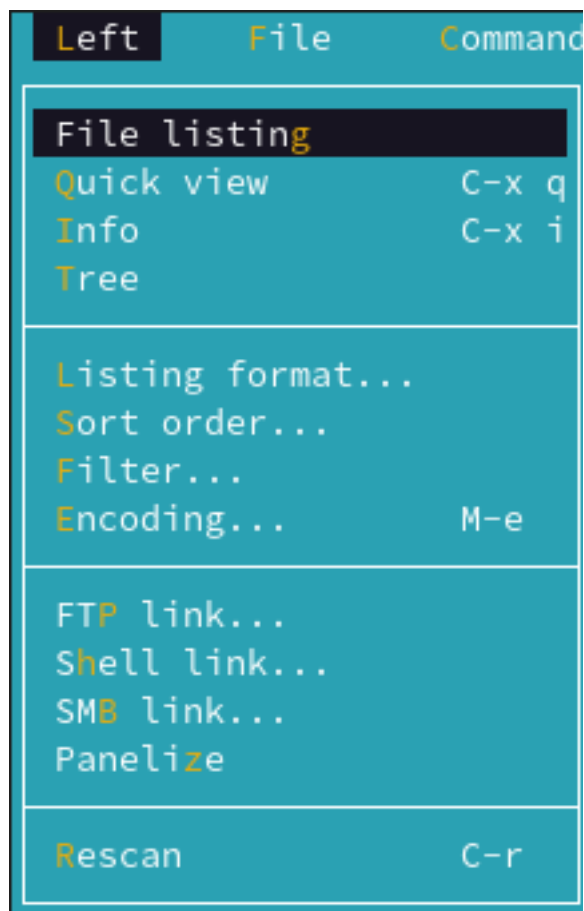 Left File Command
File listing
Quick view C-x q
Info C-x i
Tree
Listing format...
Sort order...
Filter...
Encoding... M-e
FTP link...
Shell link...
SMB link...
Panelize
Rescan C-r